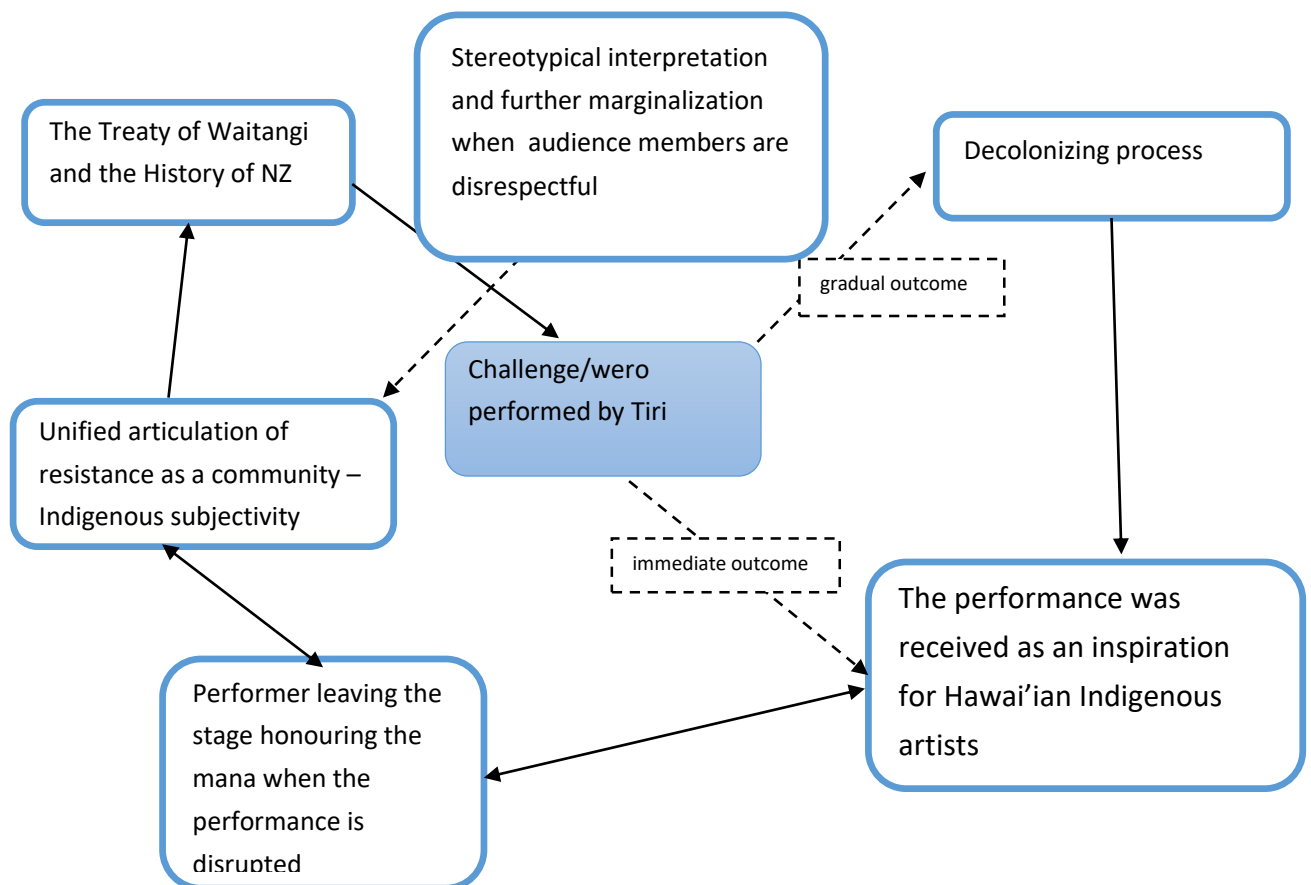 Stereotypical interpretation
and further marginalization
when audience members are
disrespectful
The Treaty of Waitangi
and the History of NZ
Decolonizing process
gradual outcome
Challenge/wero
performed by Tiri
Unified articulation of
resistance as a community –
Indigenous subjectivity
immediate outcome
The performance was
received as an inspiration
for Hawai’ian Indigenous
artists
Performer leaving the
stage honouring the
mana when the
performance is
disrupted